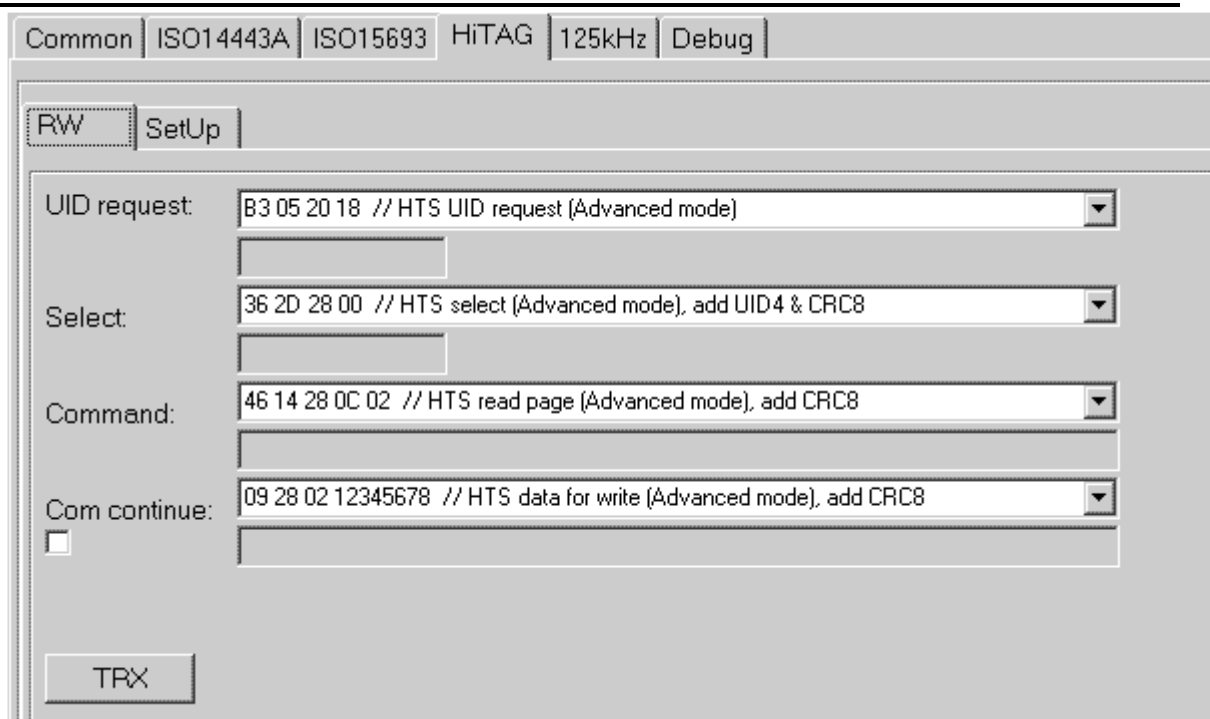 Common ISO14443A ISO15693 HiTAG 125kHz Debug
RW SetUp
UID request: B3 05 20 18 // HTS UID request (Advanced mode)
Select: 36 2D 28 00 // HTS select (Advanced mode), add UID4 & CRC8
Command: 46 14 28 0C 02 // HTS read page (Advanced mode), add CRC8
Com continue: 09 28 02 12345678 // HTS data for write (Advanced mode), add CRC8
TRX